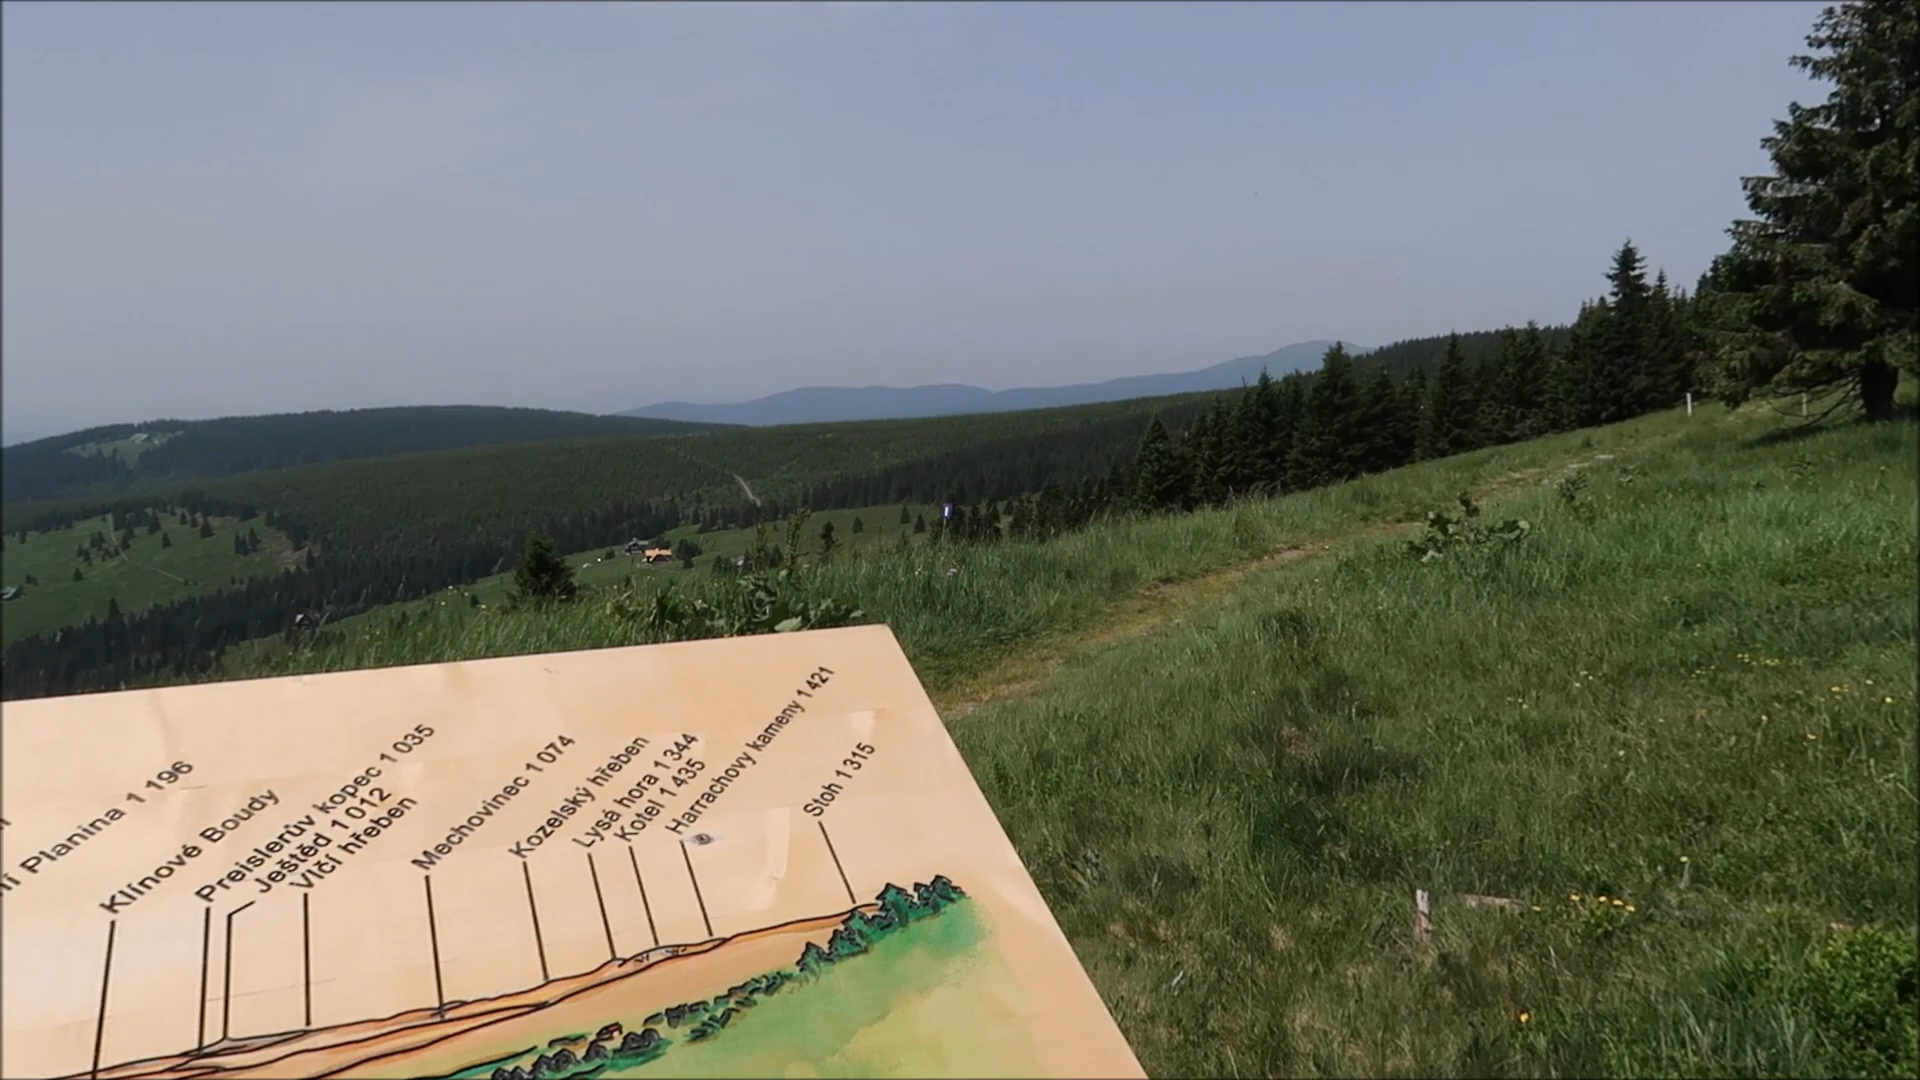 Planina 1 196
Klínové Boudy
Preislerův kopec 1 035
Ještěd 1 012
Vlčí hřeben
Mechovinec 1 074
Kozelský hřeben
Lysá hora 1 344
Kotel 1 435
Harrachovy kameny 1 421
Stoh 1 315